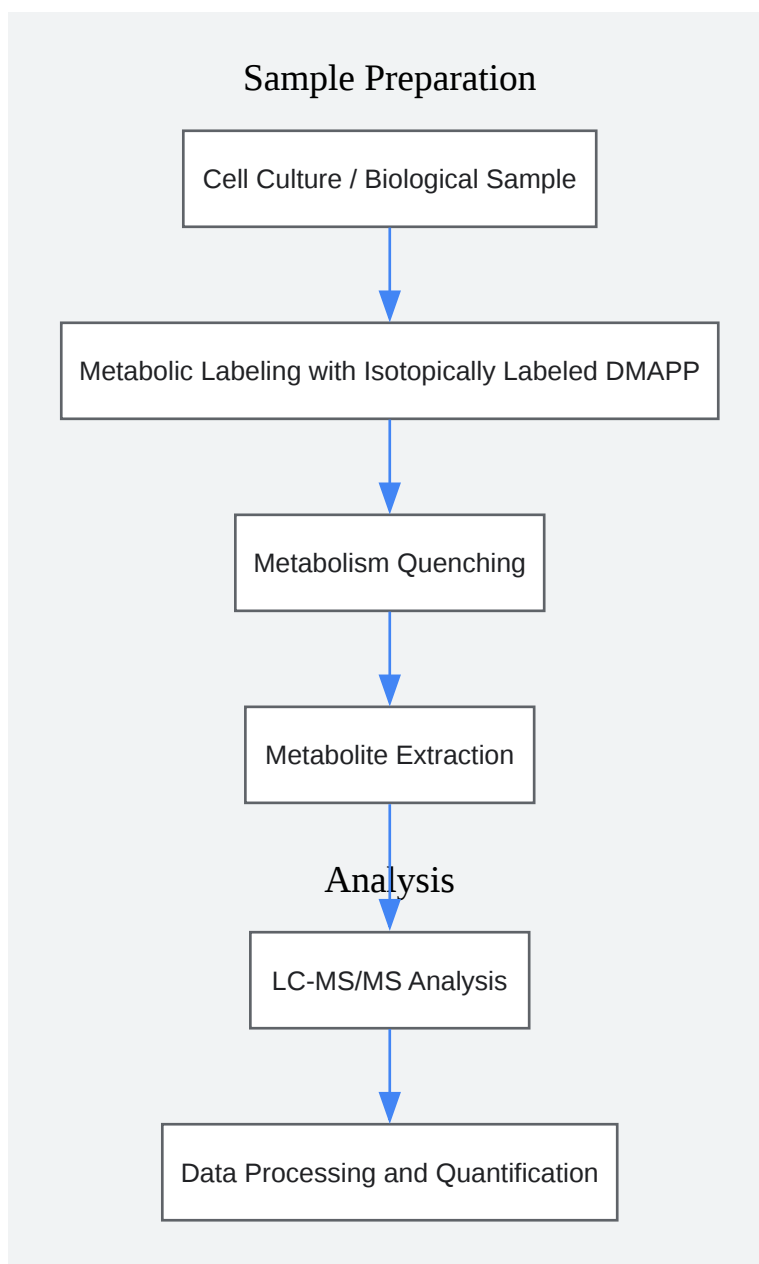 Sample Preparation
Cell Culture / Biological Sample
Metabolic Labeling with Isotopically Labeled DMAPP
Metabolism Quenching
Metabolite Extraction
Analysis
LC-MS/MS Analysis
Data Processing and Quantification